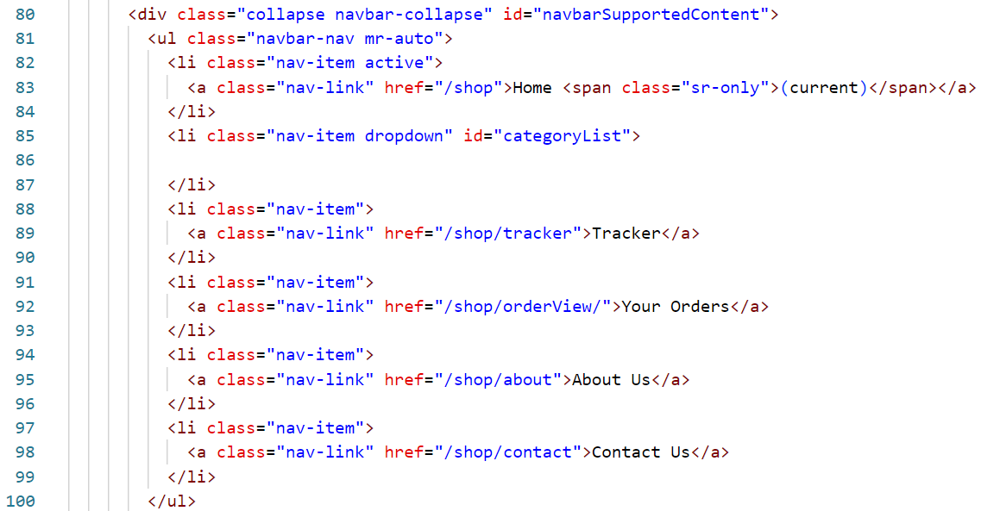 80 <div class="collapse navbar-collapse" id="navbarSupportedContent">
81 <ul class="navbar-nav mr-auto">
82 <li class="nav-item active">
83 <a class="nav-link" href="/shop">Home <span class="sr-only">(current)</span></a>
84 </li>
85 <li class="nav-item dropdown" id="categoryList">
86
87 </li>
88 <li class="nav-item">
89 <a class="nav-link" href="/shop/tracker">Tracker</a>
90 </li>
91 <li class="nav-item">
92 <a class="nav-link" href="/shop/orderView/">Your Orders</a>
93 </li>
94 <li class="nav-item">
95 <a class="nav-link" href="/shop/about">About Us</a>
96 </li>
97 <li class="nav-item">
98 <a class="nav-link" href="/shop/contact">Contact Us</a>
99 </li>
100 </ul>